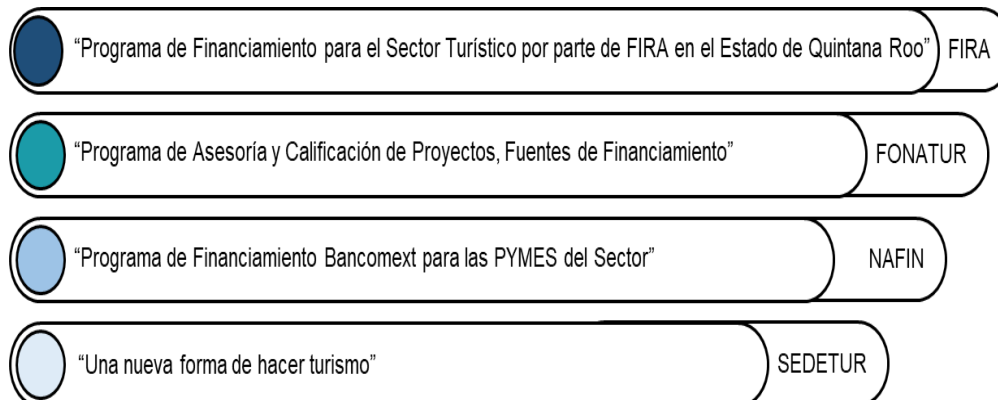 “Programa de Financiamiento para el Sector Turístico por parte de FIRA en el Estado de Quintana Roo” FIRA
“Programa de Asesoría y Calificación de Proyectos, Fuentes de Financiamiento” FONATUR
“Programa de Financiamiento Bancomext para las PYMES del Sector” NAFIN
“Una nueva forma de hacer turismo” SEDETUR